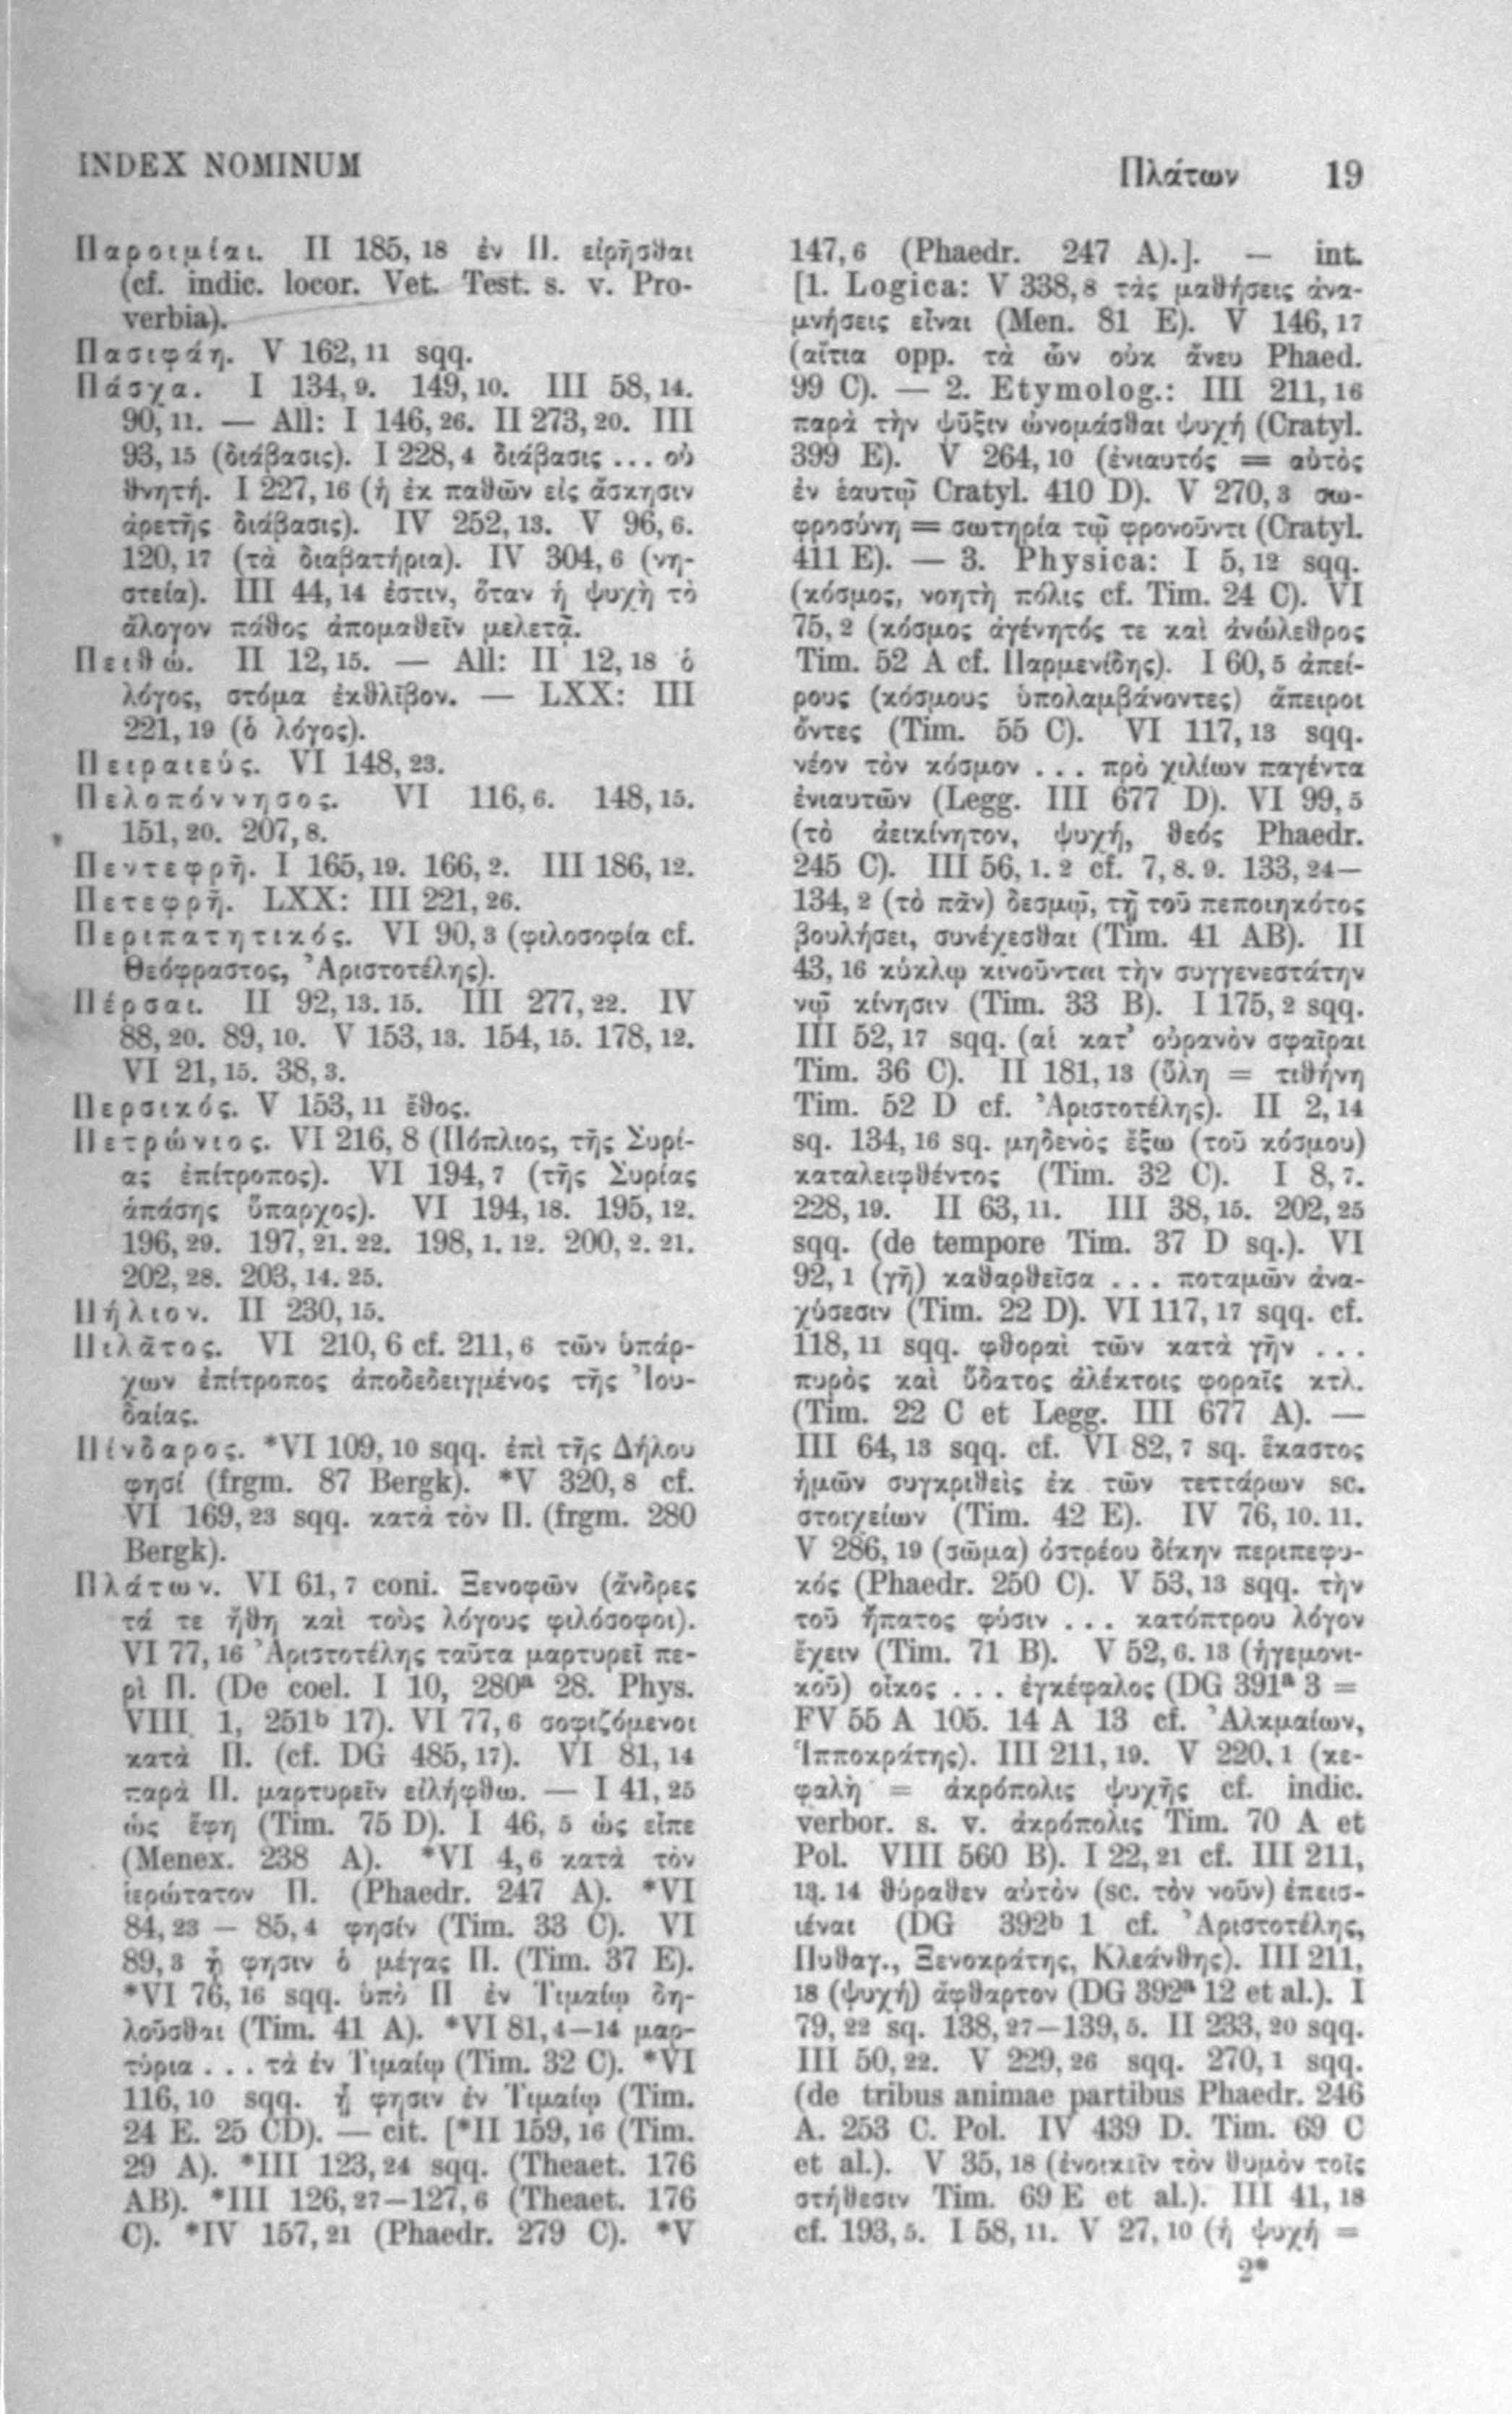 INDEX NOMINUM
Πλάτων 19
Παροιμίαι. II 185, 18 ἐν Π. εἰρῆσθαι
(cf. indic. locor. Vet. Test. s. v. Pro-
verbia).
Πασιφάη. V 162, 11 sqq.
Πάσχα. I 134, 9. 149, 10. III 58, 14.
90, 11. — All: I 146, 26. II 273, 20. III
93, 15 (διάβασις). I 228, 4 διάβασις ... οὐ
θνητή. I 227, 16 (ἡ ἐκ παθῶν εἰς ἄσκησιν
ἀρετῆς διάβασις). IV 252, 13. V 96, 6.
120, 17 (τὰ διαβατήρια). IV 304, 6 (νη-
στεία). III 44, 14 ἐστιν, ὅταν ἡ ψυχὴ τὸ
ἄλογον πάθος ἀπομαθεῖν μελετᾷ.
Πειθώ. II 12, 15. — All: II 12, 18 ὁ
λόγος, στόμα ἐκθλῖβον. — LXX: III
221, 19 (ὁ λόγος).
Πειραιεύς. VI 148, 23.
Πελοπόννησος. VI 116, 6. 148, 15.
151, 20. 207, 8.
Πεντεφρῆ. I 165, 19. 166, 2. III 186, 12.
Πετεφρῆ. LXX: III 221, 26.
Περιπατητικός. VI 90, 3 (φιλοσοφία cf.
Θεόφραστος, Ἀριστοτέλης).
Πέρσαι. II 92, 13. 15. III 277, 22. IV
88, 20. 89, 10. V 153, 13. 154, 15. 178, 12.
VI 21, 15. 38, 3.
Περσικός. V 153, 11 ἔθος.
Πετρώνιος. VI 216, 8 (Πόπλιος, τῆς Συρί-
ας ἐπίτροπος). VI 194, 7 (τῆς Συρίας
ἁπάσης ὕπαρχος). VI 194, 18. 195, 12.
196, 29. 197, 21. 22. 198, 1. 12. 200, 2. 21.
202, 28. 203, 14. 25.
Πήλιον. II 230, 15.
Πιλᾶτος. VI 210, 6 cf. 211, 6 τῶν ὑπάρ-
χων ἐπίτροπος ἀποδεδειγμένος τῆς Ἰου-
δαίας.
Πίνδαρος. *VI 109, 10 sqq. ἐπὶ τῆς Δήλου
φησί (frgm. 87 Bergk). *V 320, 8 cf.
VI 169, 23 sqq. κατὰ τὸν Π. (frgm. 280
Bergk).
Πλάτων. VI 61, 7 coni. Ξενοφῶν (ἄνδρες
τά τε ἤθη καὶ τοὺς λόγους φιλόσοφοι).
VI 77, 16 Ἀριστοτέλης ταῦτα μαρτυρεῖ πε-
ρὶ Π. (De coel. I 10, 280ᵃ 28. Phys.
VIII 1, 251ᵇ 17). VI 77, 6 σοφιζόμενοι
κατὰ Π. (cf. DG 485, 17). VI 81, 14
παρὰ Π. μαρτυρεῖν εἰλήφθω. — I 41, 25
ὡς ἔφη (Tim. 75 D). I 46, 5 ὡς εἶπε
(Menex. 238 A). *VI 4, 6 κατὰ τὸν
ἱερώτατον Π. (Phaedr. 247 A). *VI
84, 23 — 85, 4 φησίν (Tim. 33 C). VI
89, 3 ᾗ φησιν ὁ μέγας Π. (Tim. 37 E).
*VI 76, 16 sqq. ὑπὸ Π ἐν Τιμαίῳ δη-
λοῦσθαι (Tim. 41 A). *VI 81, 4—14 μαρ-
τύρια ... τὰ ἐν Τιμαίῳ (Tim. 32 C). *VI
116, 10 sqq. ᾗ φησιν ἐν Τιμαίῳ (Tim.
24 E. 25 CD). — cit. [*II 159, 16 (Tim.
29 A). *III 123, 24 sqq. (Theaet. 176
AB). *III 126, 27—127, 6 (Theaet. 176
C). *IV 157, 21 (Phaedr. 279 C). *V
147, 6 (Phaedr. 247 A).]. — int.
[1. Logica: V 338, 8 τὰς μαθήσεις ἀνα-
μνήσεις εἶναι (Men. 81 E). V 146, 17
(αἴτια opp. τὰ ὧν οὐκ ἄνευ Phaed.
99 C). — 2. Etymolog.: III 211, 16
παρὰ τὴν ψῦξιν ὠνομάσθαι ψυχή (Cratyl.
399 E). V 264, 10 (ἐνιαυτός = αὐτὸς
ἐν ἑαυτῷ Cratyl. 410 D). V 270, 3 σω-
φροσύνη = σωτηρία τῷ φρονοῦντι (Cratyl.
411 E). — 3. Physica: I 5, 12 sqq.
(κόσμος, νοητὴ πόλις cf. Tim. 24 C). VI
75, 2 (κόσμος ἀγένητός τε καὶ ἀνώλεθρος
Tim. 52 A cf. Παρμενίδης). I 60, 5 ἀπεί-
ρους (κόσμους ὑπολαμβάνοντες) ἄπειροι
ὄντες (Tim. 55 C). VI 117, 13 sqq.
νέον τὸν κόσμον ... πρὸ χιλίων παγέντα
ἐνιαυτῶν (Legg. III 677 D). VI 99, 5
(τὸ ἀεικίνητον, ψυχή, θεός Phaedr.
245 C). III 56, 1. 2 cf. 7, 8. 9. 133, 24—
134, 2 (τὸ πᾶν) δεσμῷ, τῇ τοῦ πεποιηκότος
βουλήσει, συνέχεσθαι (Tim. 41 AB). II
43, 16 κύκλῳ κινοῦνται τὴν συγγενεστάτην
νῷ κίνησιν (Tim. 33 B). I 175, 2 sqq.
III 52, 17 sqq. (αἱ κατ’ οὐρανὸν σφαῖραι
Tim. 36 C). II 181, 13 (ὕλη = τιθήνη
Tim. 52 D cf. Ἀριστοτέλης). II 2, 14
sq. 134, 16 sq. μηδενὸς ἔξω (τοῦ κόσμου)
καταλειφθέντος (Tim. 32 C). I 8, 7.
228, 19. II 63, 11. III 38, 15. 202, 25
sqq. (de tempore Tim. 37 D sq.). VI
92, 1 (γῆ) καθαρθεῖσα ... ποταμῶν ἀνα-
χύσεσιν (Tim. 22 D). VI 117, 17 sqq. cf.
118, 11 sqq. φθοραὶ τῶν κατὰ γῆν ...
πυρὸς καὶ ὕδατος ἀλέκτοις φοραῖς κτλ.
(Tim. 22 C et Legg. III 677 A). —
III 64, 13 sqq. cf. VI 82, 7 sq. ἕκαστος
ἡμῶν συγκριθεὶς ἐκ τῶν τεττάρων sc.
στοιχείων (Tim. 42 E). IV 76, 10. 11.
V 286, 19 (σῶμα) ὀστρέου δίκην περιπεφυ-
κός (Phaedr. 250 C). V 53, 13 sqq. τὴν
τοῦ ἥπατος φύσιν ... κατόπτρου λόγον
ἔχειν (Tim. 71 B). V 52, 6. 13 (ἡγεμονι-
κοῦ) οἶκος ... ἐγκέφαλος (DG 391ᵃ 3 =
FV 55 A 105. 14 A 13 cf. Ἀλκμαίων,
Ἱπποκράτης). III 211, 19. V 220, 1 (κε-
φαλὴ = ἀκρόπολις ψυχῆς cf. indic.
verbor. s. v. ἀκρόπολις Tim. 70 A et
Pol. VIII 560 B). I 22, 21 cf. III 211,
13. 14 θύραθεν αὐτὸν (sc. τὸν νοῦν) ἐπεισ-
ιέναι (DG 392ᵇ 1 cf. Ἀριστοτέλης,
Πυθαγ., Ξενοκράτης, Κλεάνθης). III 211,
18 (ψυχή) ἄφθαρτον (DG 392ᵃ 12 et al.). I
79, 22 sq. 138, 27—139, 5. II 233, 20 sqq.
III 50, 22. V 229, 26 sqq. 270, 1 sqq.
(de tribus animae partibus Phaedr. 246
A. 253 C. Pol. IV 439 D. Tim. 69 C
et al.). V 35, 18 (ἐνοικεῖν τὸν θυμὸν τοῖς
στήθεσιν Tim. 69 E et al.). III 41, 18
cf. 193, 5. I 58, 11. V 27, 10 (ἡ ψυχή =
2*